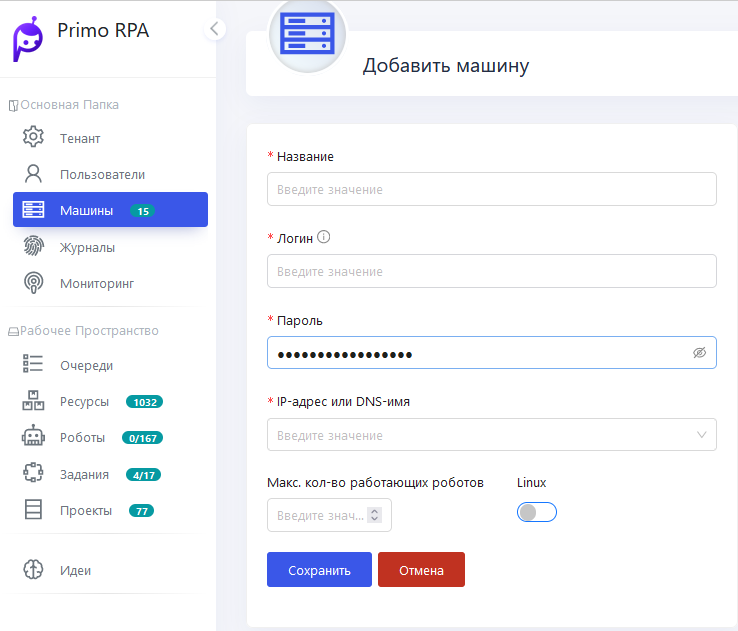 Primo RPA
Основная Папка
Тенант
Пользователи
Машины 15
Журналы
Мониторинг
Рабочее Пространство
Очереди
Ресурсы 1032
Роботы 0/167
Задания 4/17
Проекты 77
Идеи
Добавить машину
* Название
Введите значение
* Логин
Введите значение
* Пароль
•••••••••••••••••
* IP-адрес или DNS-имя
Введите значение
Макс. кол-во работающих роботов Linux
Введите знач...
Сохранить Отмена